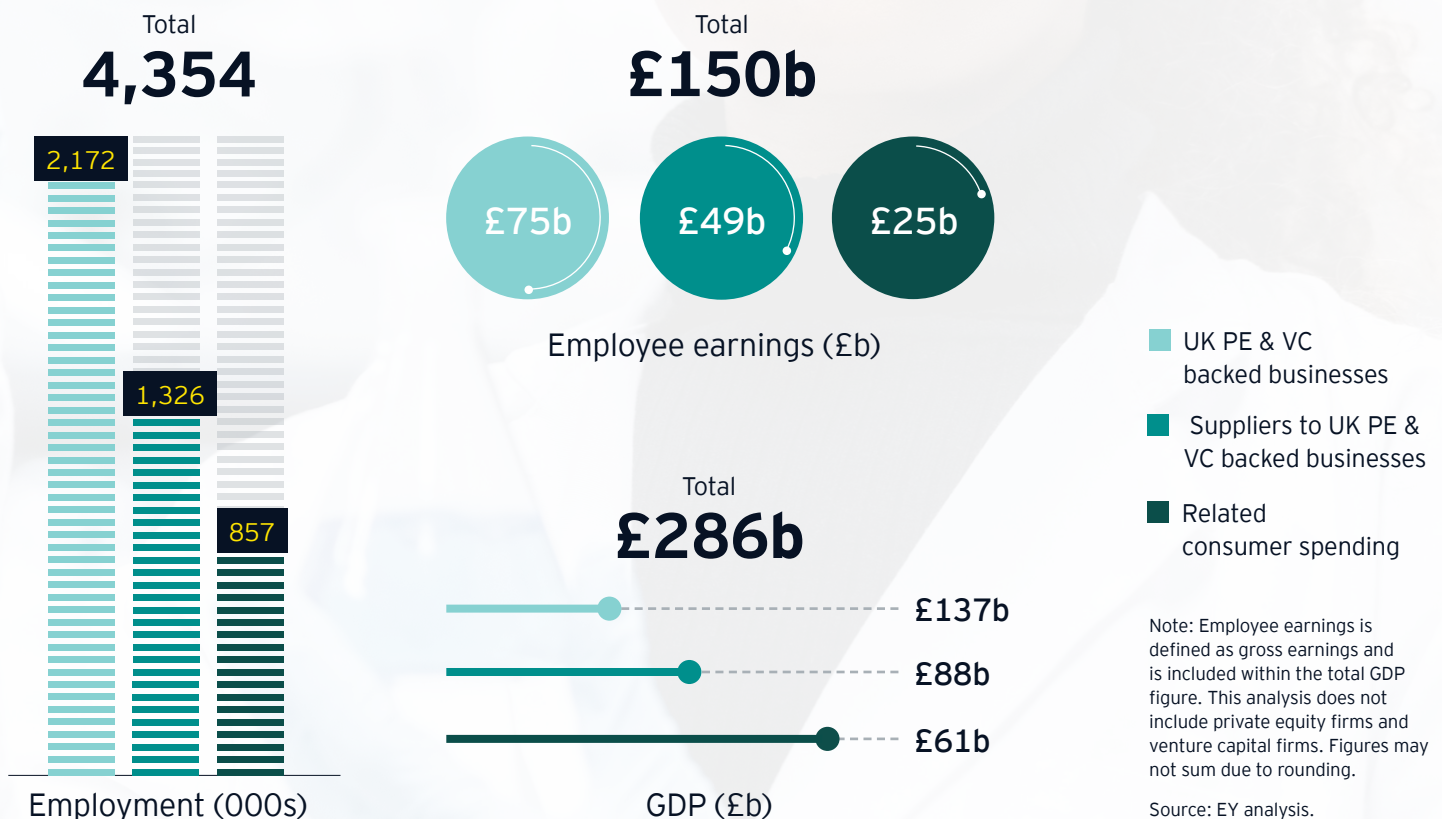 Total
4,354
2,172
1,326
857
Employment (000s)
Total
£150b
£75b
£49b
£25b
Employee earnings (£b)
Total
£286b
£137b
£88b
£61b
GDP (£b)
UK PE & VC
backed businesses
Suppliers to UK PE &
VC backed businesses
Related
consumer spending
Note: Employee earnings is
defined as gross earnings and
is included within the total GDP
figure. This analysis does not
include private equity firms and
venture capital firms. Figures may
not sum due to rounding.
Source: EY analysis.